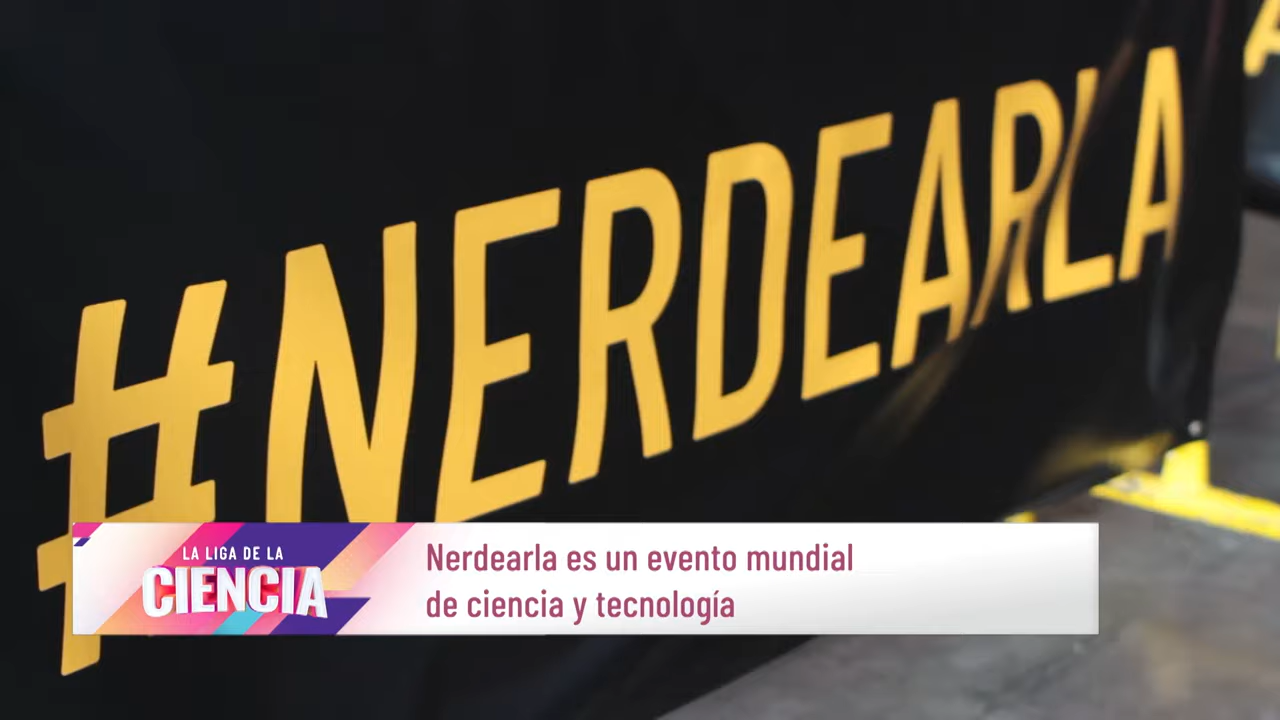 #NERDEARLA
LA LIGA DE LA
CIENCIA
Nerdearla es un evento mundial
de ciencia y tecnología